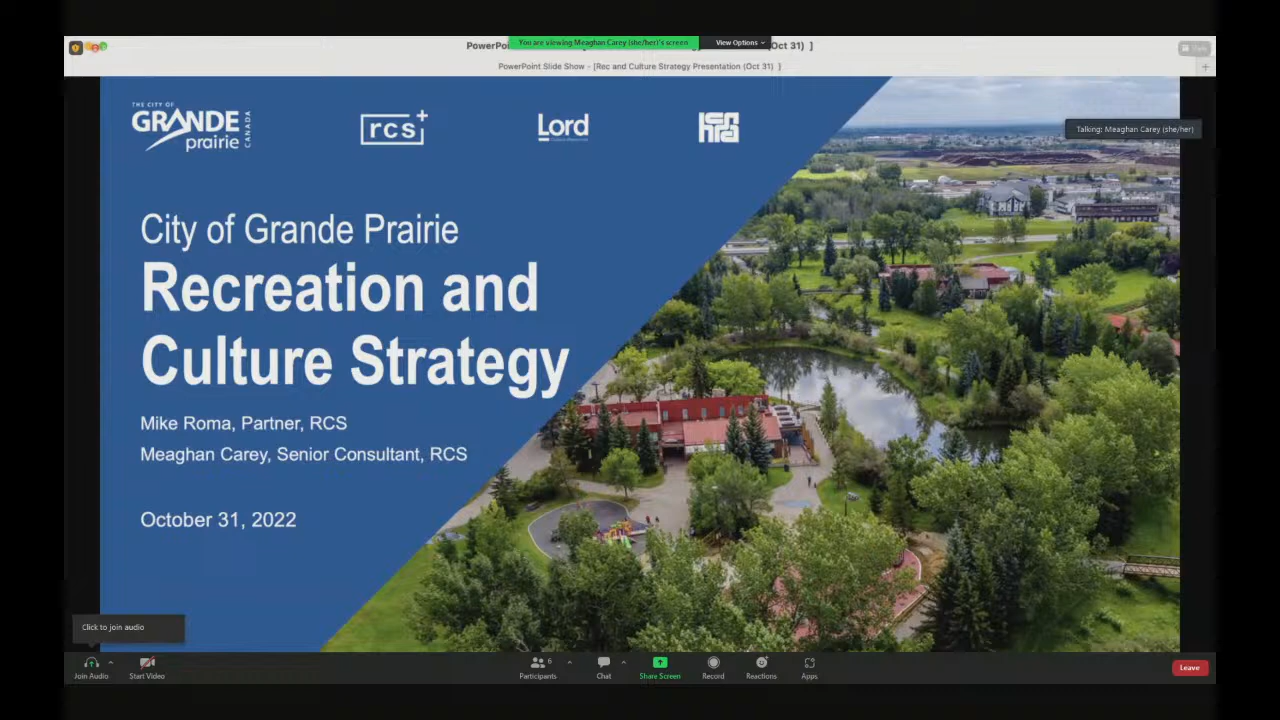 PowerPoi
Oct 31) ]
You are viewing Meaghan Carey (she/her)'s screen
View Options
PowerPoint Slide Show - [Rec and Culture Strategy Presentation (Oct 31) ]
THE CITY OF
GRANDE
prairie
CANADA
rcs+
Lord
Talking: Meaghan Carey (she/her)
City of Grande Prairie
Recreation and
Culture Strategy
Mike Roma, Partner, RCS
Meaghan Carey, Senior Consultant, RCS
October 31, 2022
Click to join audio
Join Audio
Start Video
6
Participants
Chat
Share Screen
Record
Reactions
Apps
Leave